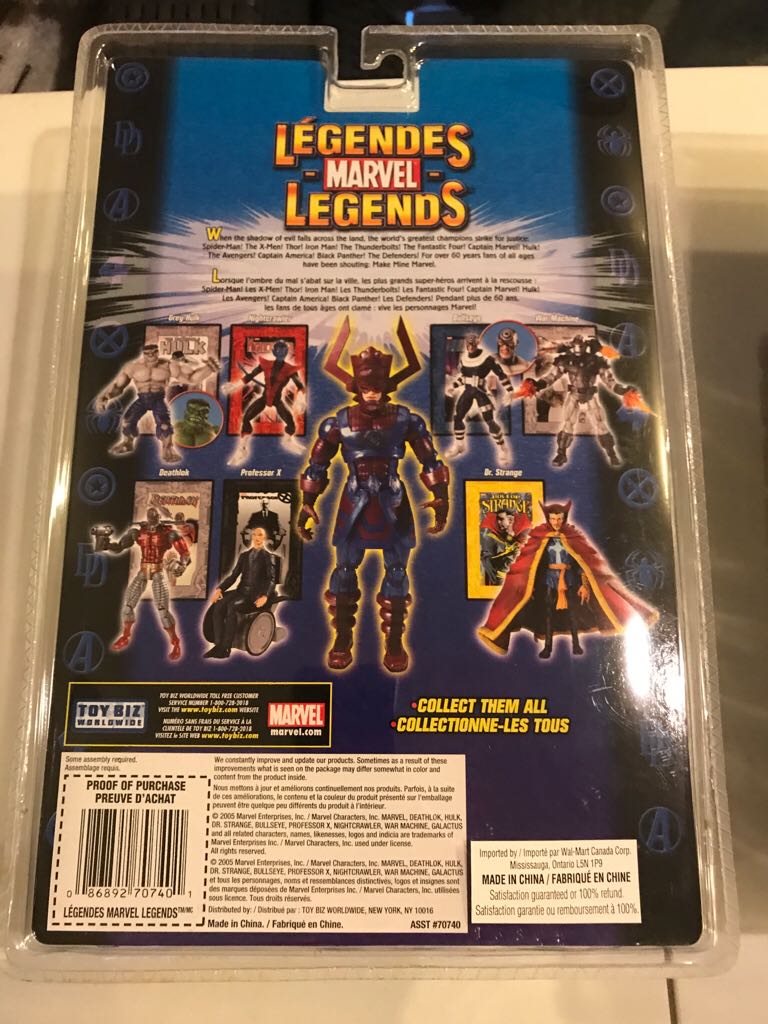 LÉGENDES
- MARVEL -
LEGENDS
When the shadow of evil falls across the land, the world's greatest champions strike for justice.
Spider-Man! The X-Men! Thor! Iron Man! The Thunderbolts! The Fantastic Four! Captain Marvel! Hulk!
The Avengers! Captain America! Black Panther! The Defenders! For over 60 years fans of all ages
have been shouting: Make Mine Marvel.
Lorsque l'ombre du mal s'abat sur la ville, les plus grands super-héros arrivent à la rescousse :
Spider-Man! Les X-Men! Thor! Iron Man! Les Thunderbolts! Les Fantastic Four! Captain Marvel! Hulk!
Les Avengers! Captain America! Black Panther! Les Defenders! Pendant plus de 60 ans,
les fans de tous âges ont clamé : vive les personnages Marvel!
Grey Hulk
Nightcrawler
Bullseye
War Machine
HULK
Deathlok
Professor X
Dr. Strange
DEATHLOK
STRANGE
TOY BIZ
WORLDWIDE
TOY BIZ WORLDWIDE TOLL FREE CUSTOMER
SERVICE NUMBER 1-800-728-2018
VISIT THE www.toybiz.com WEBSITE
NUMÉRO SANS FRAIS DU SERVICE À LA
CLIENTÈLE DE TOY BIZ 1-800-728-2018
VISITEZ le SITE WEB www.toybiz.com
MARVEL
marvel.com
•COLLECT THEM ALL
•COLLECTIONNE-LES TOUS
Some assembly required.
Assemblage requis.
PROOF OF PURCHASE
PREUVE D'ACHAT
0 86892 70740 1
LÉGENDES MARVEL LEGENDS™/MC
We constantly improve and update our products. Sometimes as a result of these
improvements what is seen on the package may differ somewhat in color and
content from the product inside.
Nous mettons à jour et améliorons continuellement nos produits. Parfois, à la suite
de ces améliorations, le contenu et la couleur du produit présenté sur l'emballage
peuvent être quelque peu différents du produit à l'intérieur.
© 2005 Marvel Enterprises, Inc. / Marvel Characters, Inc. MARVEL, DEATHLOK, HULK,
DR. STRANGE, BULLSEYE, PROFESSOR X, NIGHTCRAWLER, WAR MACHINE, GALACTUS
and all related characters, names, likenesses, logos and indicia are trademarks of
Marvel Enterprises Inc. / Marvel Characters, Inc. used under license.
All rights reserved.
© 2005 Marvel Enterprises, Inc. / Marvel Characters, Inc. MARVEL, DEATHLOK, HULK,
DR. STRANGE, BULLSEYE, PROFESSOR X, NIGHTCRAWLER, WAR MACHINE, GALACTUS
et tous les personnages, noms et ressemblances distinctives, logos et insignes sont
des marques déposées de Marvel Enterprises Inc. / Marvel Characters, Inc. utilisées
sous licence. Tous droits réservés.
Distributed by: / Distribué par : TOY BIZ WORLDWIDE, NEW YORK, NY 10016
Made in China. / Fabriqué en Chine.
ASST #70740
Imported by / Importé par Wal-Mart Canada Corp.
Mississauga, Ontario L5N 1P9
MADE IN CHINA / FABRIQUÉ EN CHINE
Satisfaction guaranteed or 100% refund.
Satisfaction garantie ou remboursement à 100%.